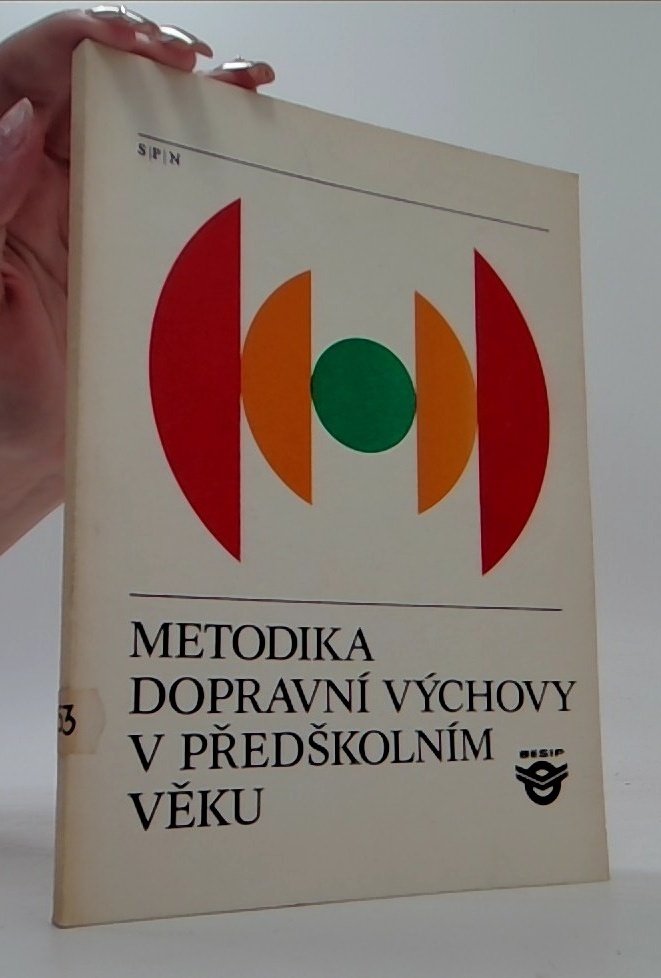 S|P|N
METODIKA
DOPRAVNÍ VÝCHOVY
V PŘEDŠKOLNÍM
VĚKU
BESIP
53